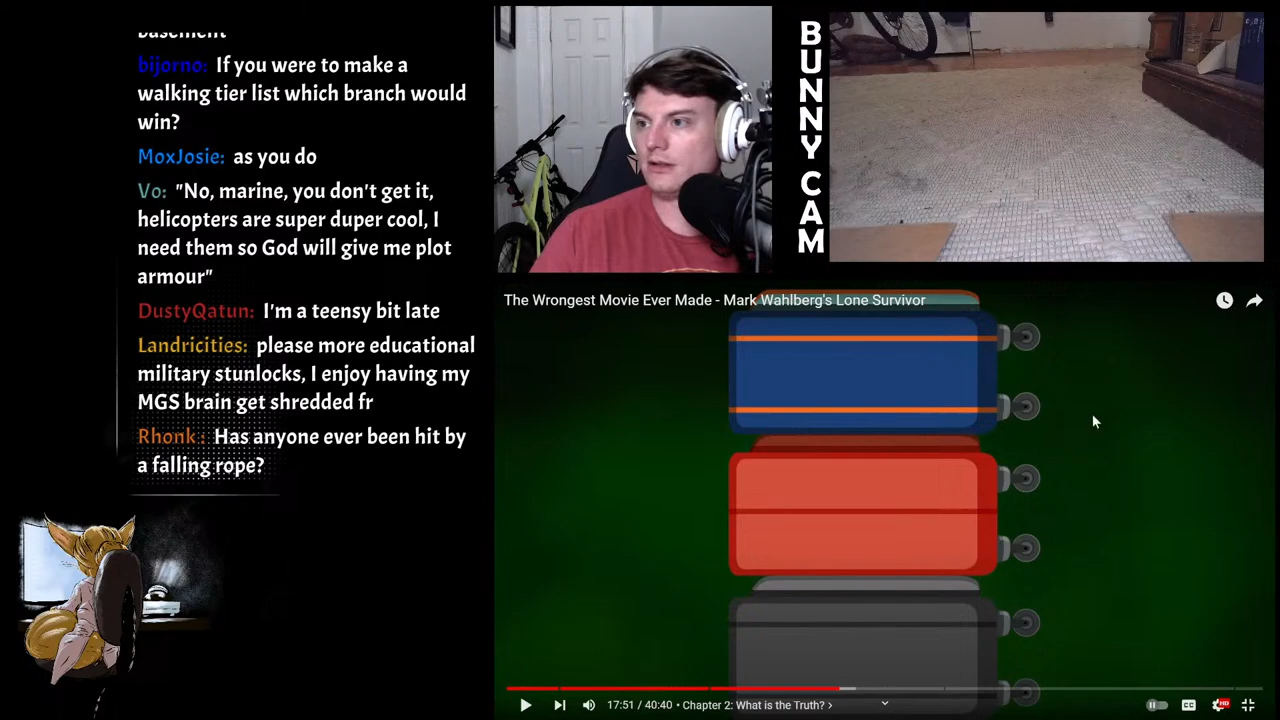 basement
bijorno: If you were to make a
walking tier list which branch would
win?
MoxJosie: as you do
Vo: "No, marine, you don't get it,
helicopters are super duper cool, I
need them so God will give me plot
armour"
DustyQatun: I'm a teensy bit late
Landricities: please more educational
military stunlocks, I enjoy having my
MGS brain get shredded fr
Rhonk : Has anyone ever been hit by
a falling rope?
BUNNY CAM
The Wrongest Movie Ever Made - Mark Wahlberg's Lone Survivor
17:51 / 40:40 • Chapter 2: What is the Truth? ›
CC
HD